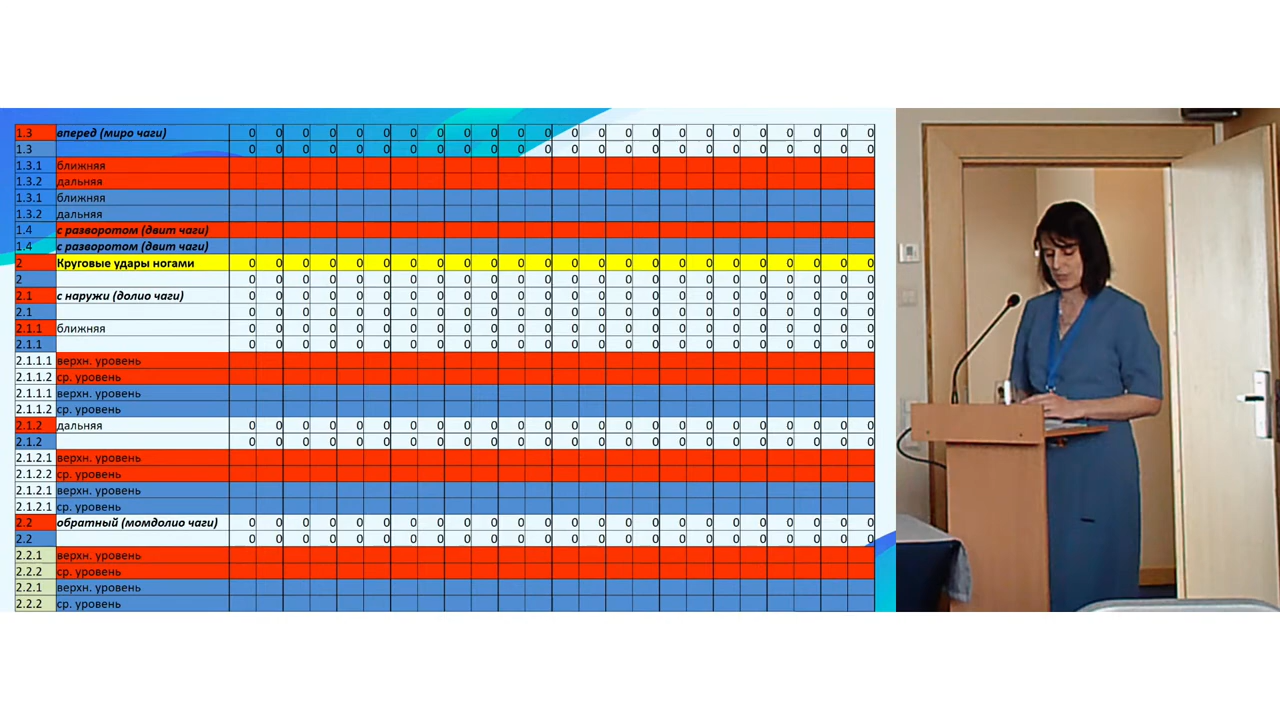 1.3 вперед (миро чаги) 0 0 0 0 0 0 0 0 0 0 0 0 0 0 0 0 0 0 0 0 0 0 0 0
1.3 0 0 0 0 0 0 0 0 0 0 0 0 0 0 0 0 0 0 0 0 0 0 0 0
1.3.1 ближняя
1.3.2 дальняя
1.3.1 ближняя
1.3.2 дальняя
1.4 с разворотом (двит чаги)
1.4 с разворотом (двит чаги)
2 Круговые удары ногами 0 0 0 0 0 0 0 0 0 0 0 0 0 0 0 0 0 0 0 0 0 0 0 0
2 0 0 0 0 0 0 0 0 0 0 0 0 0 0 0 0 0 0 0 0 0 0 0 0
2.1 с наружи (долио чаги) 0 0 0 0 0 0 0 0 0 0 0 0 0 0 0 0 0 0 0 0 0 0 0 0
2.1 0 0 0 0 0 0 0 0 0 0 0 0 0 0 0 0 0 0 0 0 0 0 0 0
2.1.1 ближняя 0 0 0 0 0 0 0 0 0 0 0 0 0 0 0 0 0 0 0 0 0 0 0 0
2.1.1 0 0 0 0 0 0 0 0 0 0 0 0 0 0 0 0 0 0 0 0 0 0 0 0
2.1.1.1 верхн. уровень
2.1.1.2 ср. уровень
2.1.1.1 верхн. уровень
2.1.1.2 ср. уровень
2.1.2 дальняя 0 0 0 0 0 0 0 0 0 0 0 0 0 0 0 0 0 0 0 0 0 0 0 0
2.1.2 0 0 0 0 0 0 0 0 0 0 0 0 0 0 0 0 0 0 0 0 0 0 0 0
2.1.2.1 верхн. уровень
2.1.2.2 ср. уровень
2.1.2.1 верхн. уровень
2.1.2.1 ср. уровень
2.2 обратный (момдолио чаги) 0 0 0 0 0 0 0 0 0 0 0 0 0 0 0 0 0 0 0 0 0 0 0 0
2.2 0 0 0 0 0 0 0 0 0 0 0 0 0 0 0 0 0 0 0 0 0 0 0 0
2.2.1 верхн. уровень
2.2.2 ср. уровень
2.2.1 верхн. уровень
2.2.2 ср. уровень